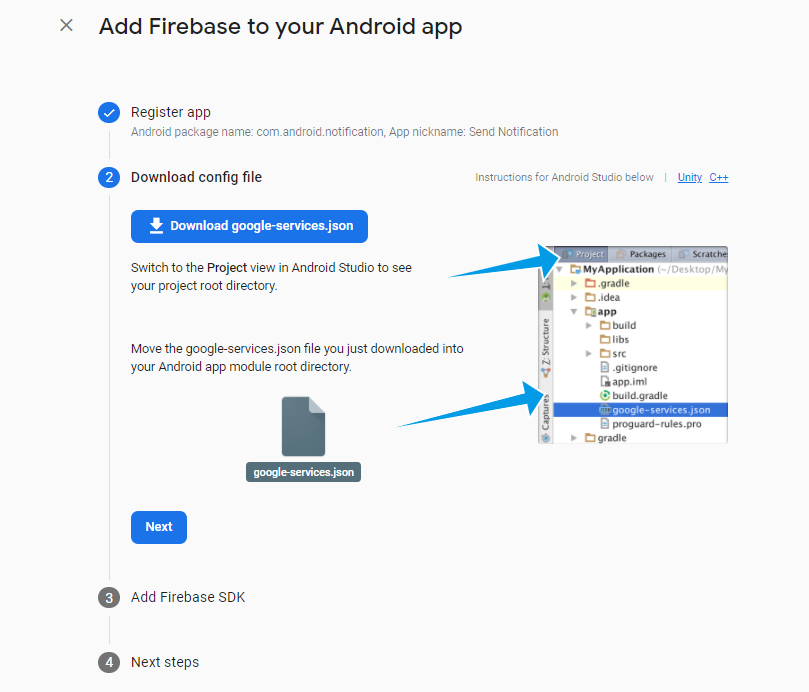 Add Firebase to your Android app
Register app
Android package name: com.android.notification, App nickname: Send Notification
2
Download config file
Instructions for Android Studio below | Unity C++
Download google-services.json
Switch to the Project view in Android Studio to see
your project root directory.
Move the google-services.json file you just downloaded into
your Android app module root directory.
google-services.json
Project Packages Scratche
MyApplication (~/Desktop/My
.gradle
.idea
app
build
libs
src
.gitignore
app.iml
build.gradle
google-services.json
proguard-rules.pro
gradle
Z: Structure
Captures
Next
3
Add Firebase SDK
4
Next steps